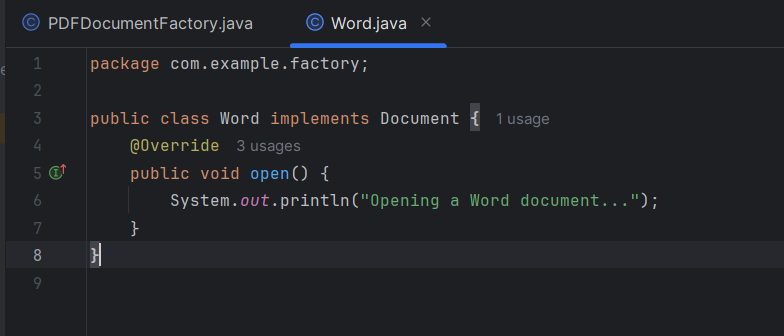 PDFDocumentFactory.java Word.java
1 package com.example.factory;
2
3 public class Word implements Document { 1 usage
4 @Override 3 usages
5 public void open() {
6 System.out.println("Opening a Word document...");
7 }
8 }
9